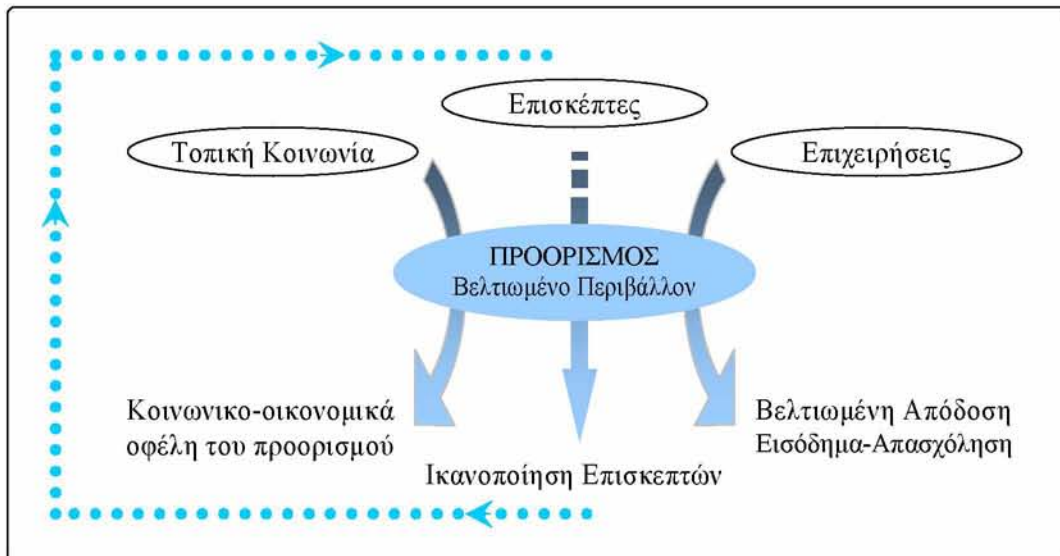 Επισκέπτες
Τοπική Κοινωνία
Επιχειρήσεις
ΠΡΟΟΡΙΣΜΟΣ
Βελτιωμένο Περιβάλλον
Κοινωνικο-οικονομικά
οφέλη του προορισμού
Βελτιωμένη Απόδοση
Εισόδημα-Απασχόληση
Ικανοποίηση Επισκεπτών